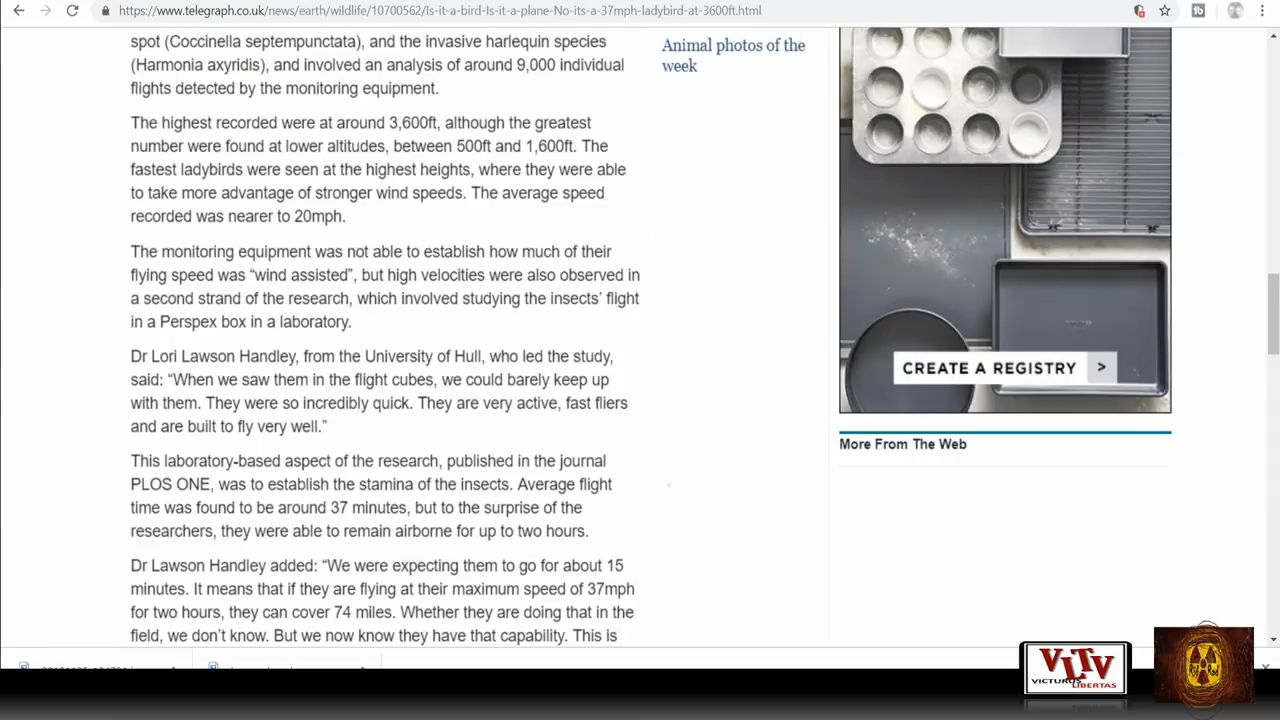 https://www.telegraph.co.uk/news/earth/wildlife/10700562/Is-it-a-bird-Is-it-a-plane-No-its-a-37mph-ladybird-at-3600ft.html
spot (Coccinella septempunctata), and the invasive harlequin species
(Harmonia axyridis), and involved an analysis of around 9,000 individual
flights detected by the monitoring equipment.
The highest recorded were at around 3,600ft, although the greatest
number were found at lower altitudes, between 500ft and 1,600ft. The
fastest ladybirds were seen at the highest heights, where they were able
to take more advantage of stronger wind speeds. The average speed
recorded was nearer to 20mph.
The monitoring equipment was not able to establish how much of their
flying speed was “wind assisted”, but high velocities were also observed in
a second strand of the research, which involved studying the insects’ flight
in a Perspex box in a laboratory.
Dr Lori Lawson Handley, from the University of Hull, who led the study,
said: “When we saw them in the flight cubes, we could barely keep up
with them. They were so incredibly quick. They are very active, fast fliers
and are built to fly very well.”
This laboratory-based aspect of the research, published in the journal
PLOS ONE, was to establish the stamina of the insects. Average flight
time was found to be around 37 minutes, but to the surprise of the
researchers, they were able to remain airborne for up to two hours.
Dr Lawson Handley added: “We were expecting them to go for about 15
minutes. It means that if they are flying at their maximum speed of 37mph
for two hours, they can cover 74 miles. Whether they are doing that in the
field, we don’t know. But we now know they have that capability. This is
Animal photos of the
week
CREATE A REGISTRY >
More From The Web
VLTV
VICTURUS
LIBERTAS